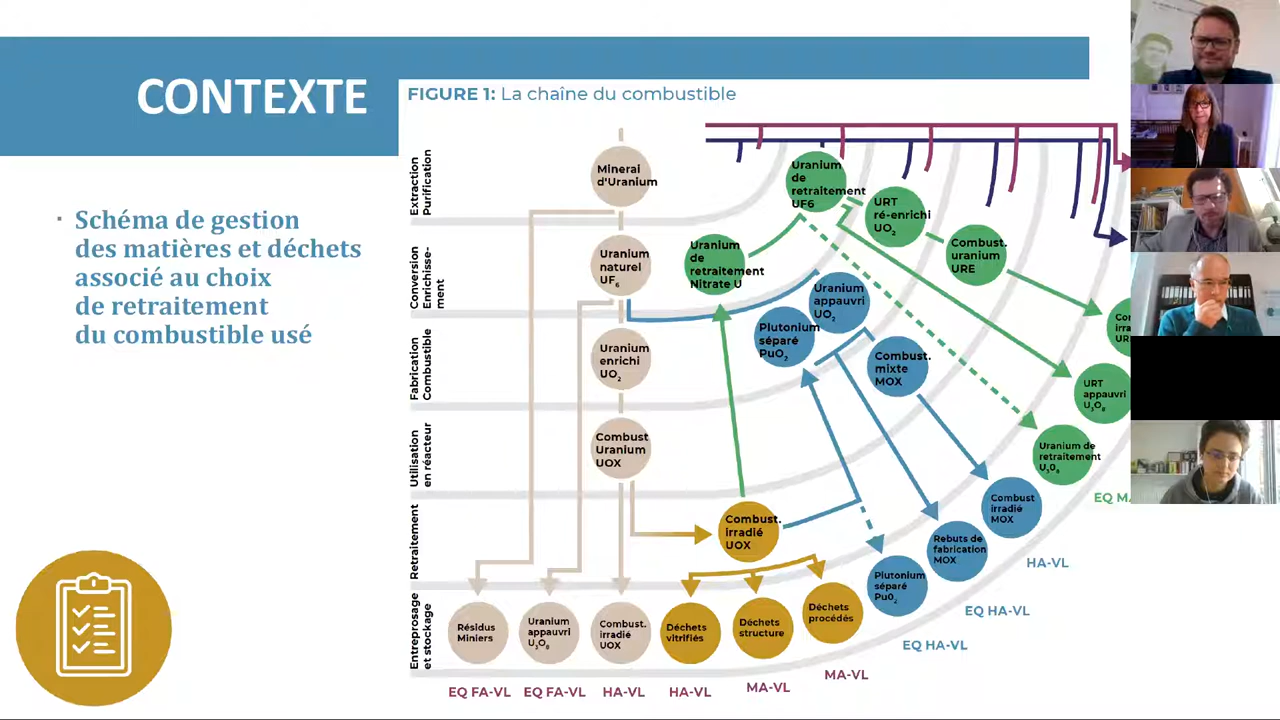 CONTEXTE
FIGURE 1: La chaîne du combustible
· Schéma de gestion
des matières et déchets
associé au choix
de retraitement
du combustible usé
Extraction
Purification
Conversion
Enrichisse-
ment
Fabrication
Combustible
Utilisation
en réacteur
Retraitement
Entreprosage
et stockage
Minerai
d'Uranium
Uranium
naturel
UF₆
Uranium
enrichi
UO₂
Combust
Uranium
UOX
Uranium
de
retraitement
UF6
URT
ré-enrichi
UO₂
Combust.
uranium
URE
Uranium
de
retraitement
Nitrate U
Uranium
appauvri
UO₂
Plutonium
séparé
PuO₂
Combust.
mixte
MOX
URT
appauvri
U₃O₈
Uranium de
retraitement
U₃0₈
Combust.
irradié
UOX
Combust
irradié
MOX
Rebuts de
fabrication
MOX
Plutonium
séparé
Pu0₂
Résidus
Miniers
Uranium
appauvri
U₃O₈
Combust.
irradié
UOX
Déchets
vitrifiés
Déchets
structure
Déchets
procédés
EQ FA-VL
EQ FA-VL
HA-VL
HA-VL
MA-VL
MA-VL
EQ HA-VL
EQ HA-VL
HA-VL
EQ